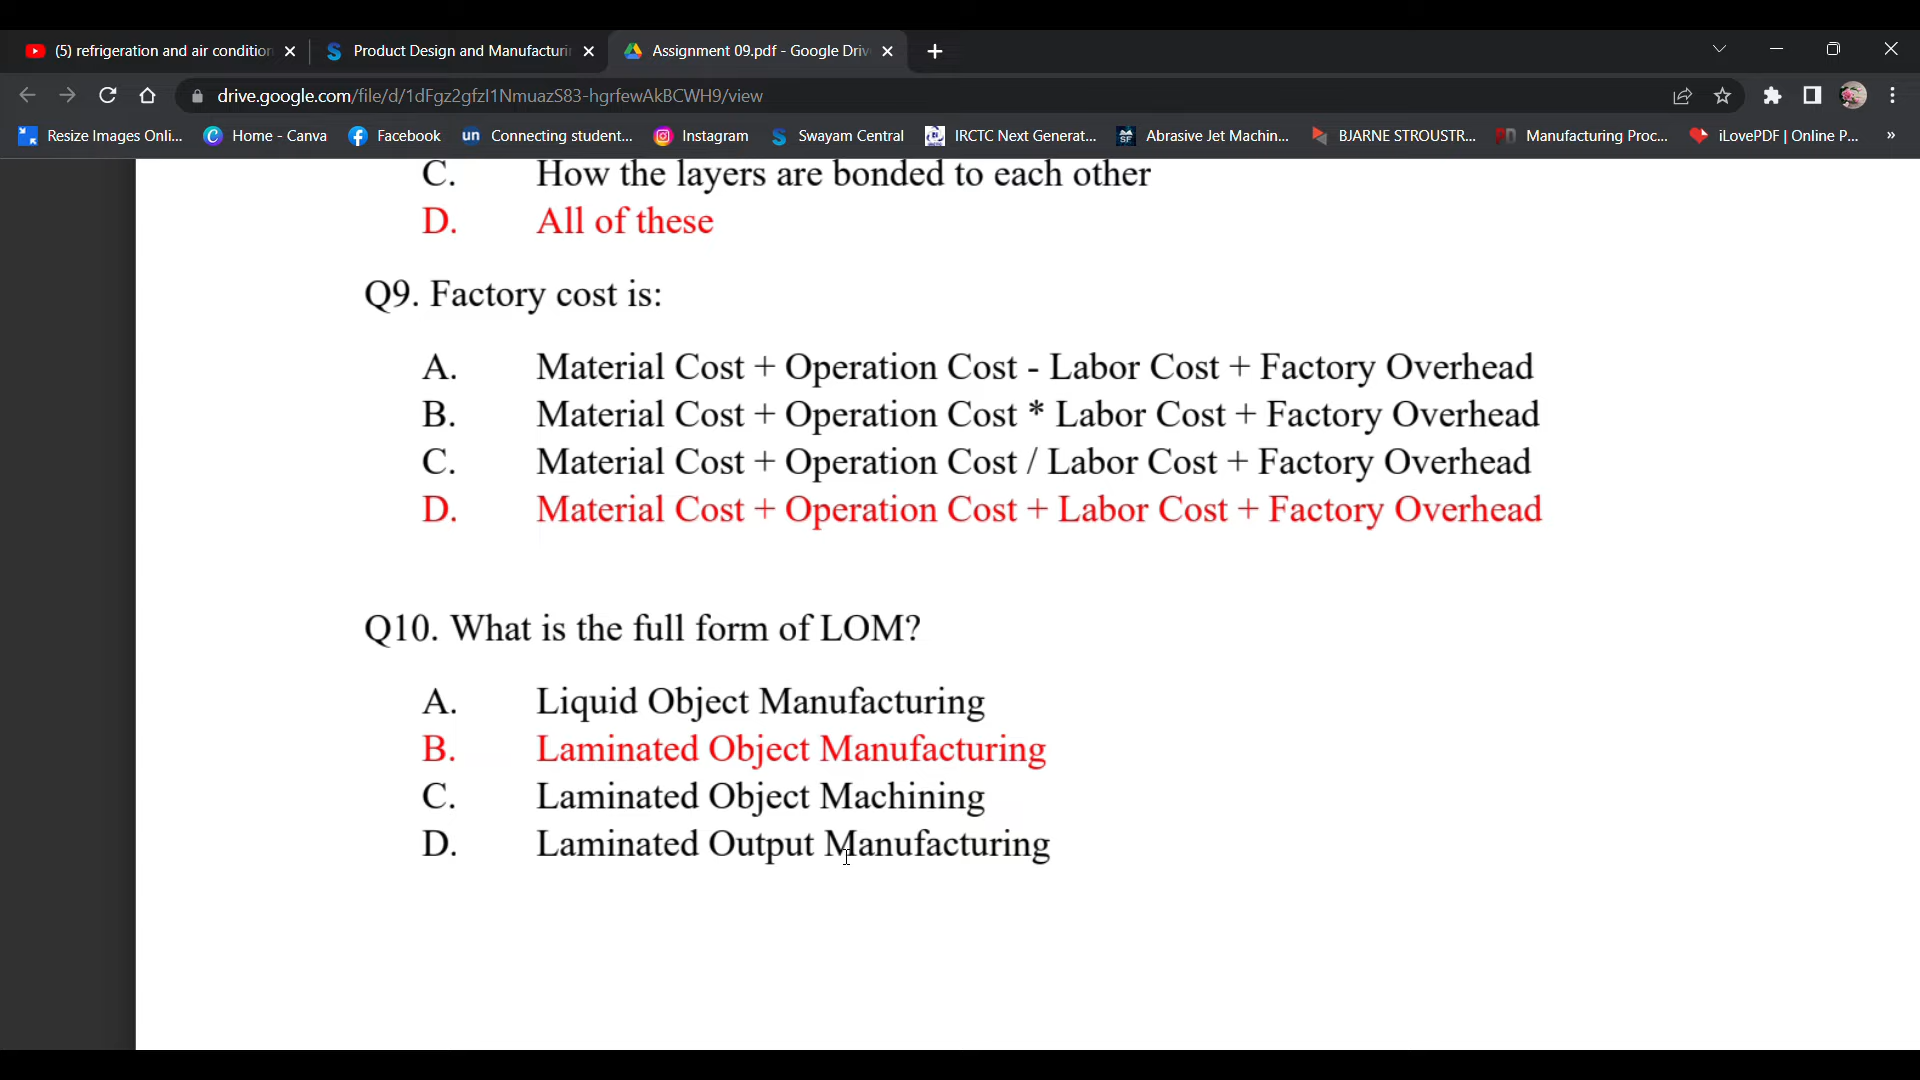 (5) refrigeration and air condition
Product Design and Manufacturi
Assignment 09.pdf - Google Driv
drive.google.com/file/d/1dFgz2gfzI1NmuazS83-hgrfewAkBCWH9/view
Resize Images Onli...
Home - Canva
Facebook
un Connecting student...
Instagram
Swayam Central
IRCTC Next Generat...
SF Abrasive Jet Machin...
BJARNE STROUSTR...
Manufacturing Proc...
iLovePDF | Online P...
»
C. How the layers are bonded to each other
D. All of these
Q9. Factory cost is:
A. Material Cost + Operation Cost - Labor Cost + Factory Overhead
B. Material Cost + Operation Cost * Labor Cost + Factory Overhead
C. Material Cost + Operation Cost / Labor Cost + Factory Overhead
D. Material Cost + Operation Cost + Labor Cost + Factory Overhead
Q10. What is the full form of LOM?
A. Liquid Object Manufacturing
B. Laminated Object Manufacturing
C. Laminated Object Machining
D. Laminated Output Manufacturing